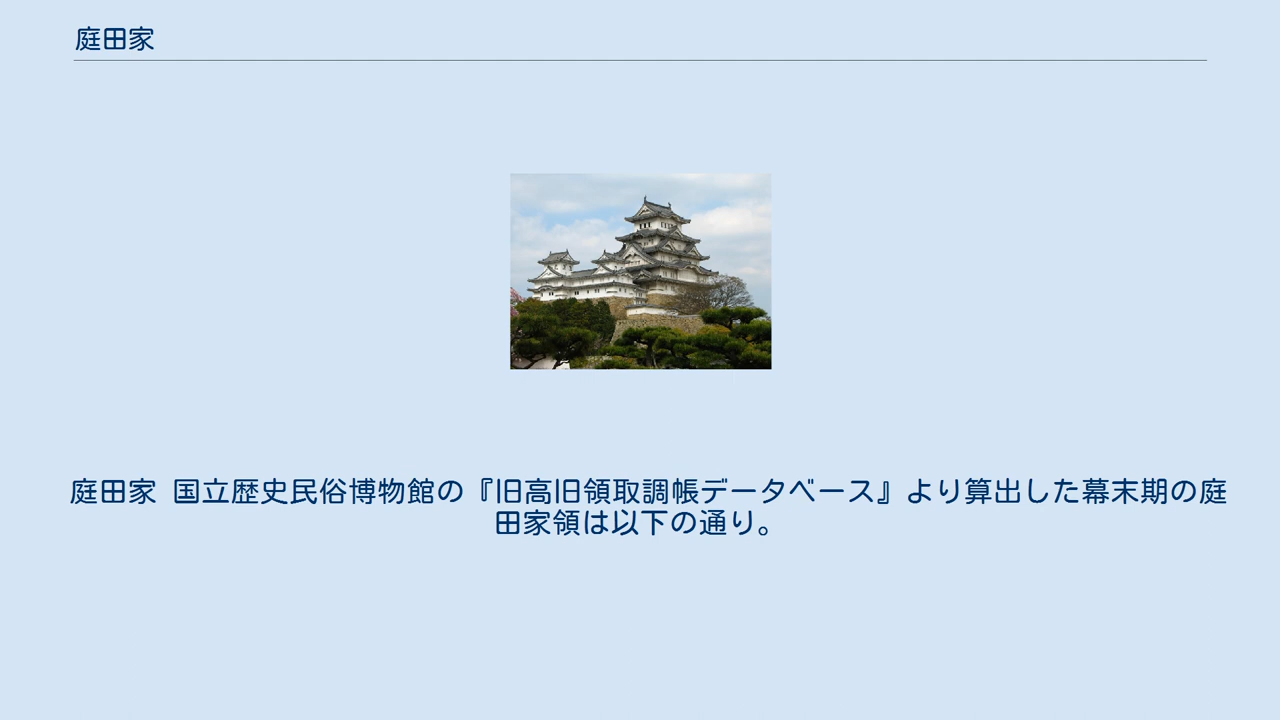 庭田家
庭田家 国立歴史民俗博物館の『旧高旧領取調帳データベース』より算出した幕末期の庭
田家領は以下の通り。